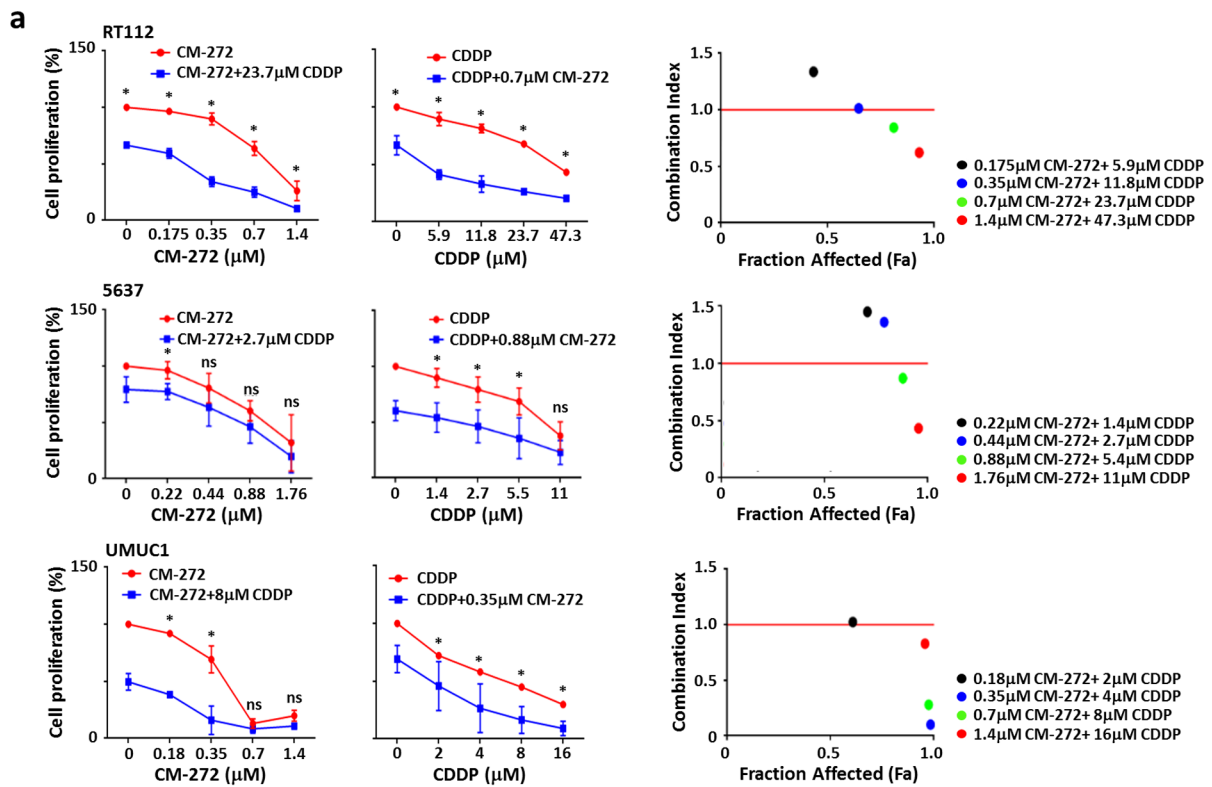 a
RT112
150
0
Cell proliferation (%)
CM-272
CM-272+23.7μM CDDP
* * * * *
0 0.175 0.35 0.7 1.4
CM-272 (μM)
CDDP
CDDP+0.7μM CM-272
* * * * *
0 5.9 11.8 23.7 47.3
CDDP (μM)
Combination Index
1.5
1.0
0.5
0
0.5 1.0
Fraction Affected (Fa)
0.175μM CM-272+ 5.9μM CDDP
0.35μM CM-272+ 11.8μM CDDP
0.7μM CM-272+ 23.7μM CDDP
1.4μM CM-272+ 47.3μM CDDP
5637
150
0
Cell proliferation (%)
CM-272
CM-272+2.7μM CDDP
* ns ns ns
0 0.22 0.44 0.88 1.76
CM-272 (μM)
CDDP
CDDP+0.88μM CM-272
* * * ns
0 1.4 2.7 5.5 11
CDDP (μM)
Combination Index
1.5
1.0
0.5
0
0.5 1.0
Fraction Affected (Fa)
0.22μM CM-272+ 1.4μM CDDP
0.44μM CM-272+ 2.7μM CDDP
0.88μM CM-272+ 5.4μM CDDP
1.76μM CM-272+ 11μM CDDP
UMUC1
150
0
Cell proliferation (%)
CM-272
CM-272+8μM CDDP
* * ns ns
0 0.18 0.35 0.7 1.4
CM-272 (μM)
CDDP
CDDP+0.35μM CM-272
* * * *
0 2 4 8 16
CDDP (μM)
Combination Index
1.5
1.0
0.5
0
0.5 1.0
Fraction Affected (Fa)
0.18μM CM-272+ 2μM CDDP
0.35μM CM-272+ 4μM CDDP
0.7μM CM-272+ 8μM CDDP
1.4μM CM-272+ 16μM CDDP